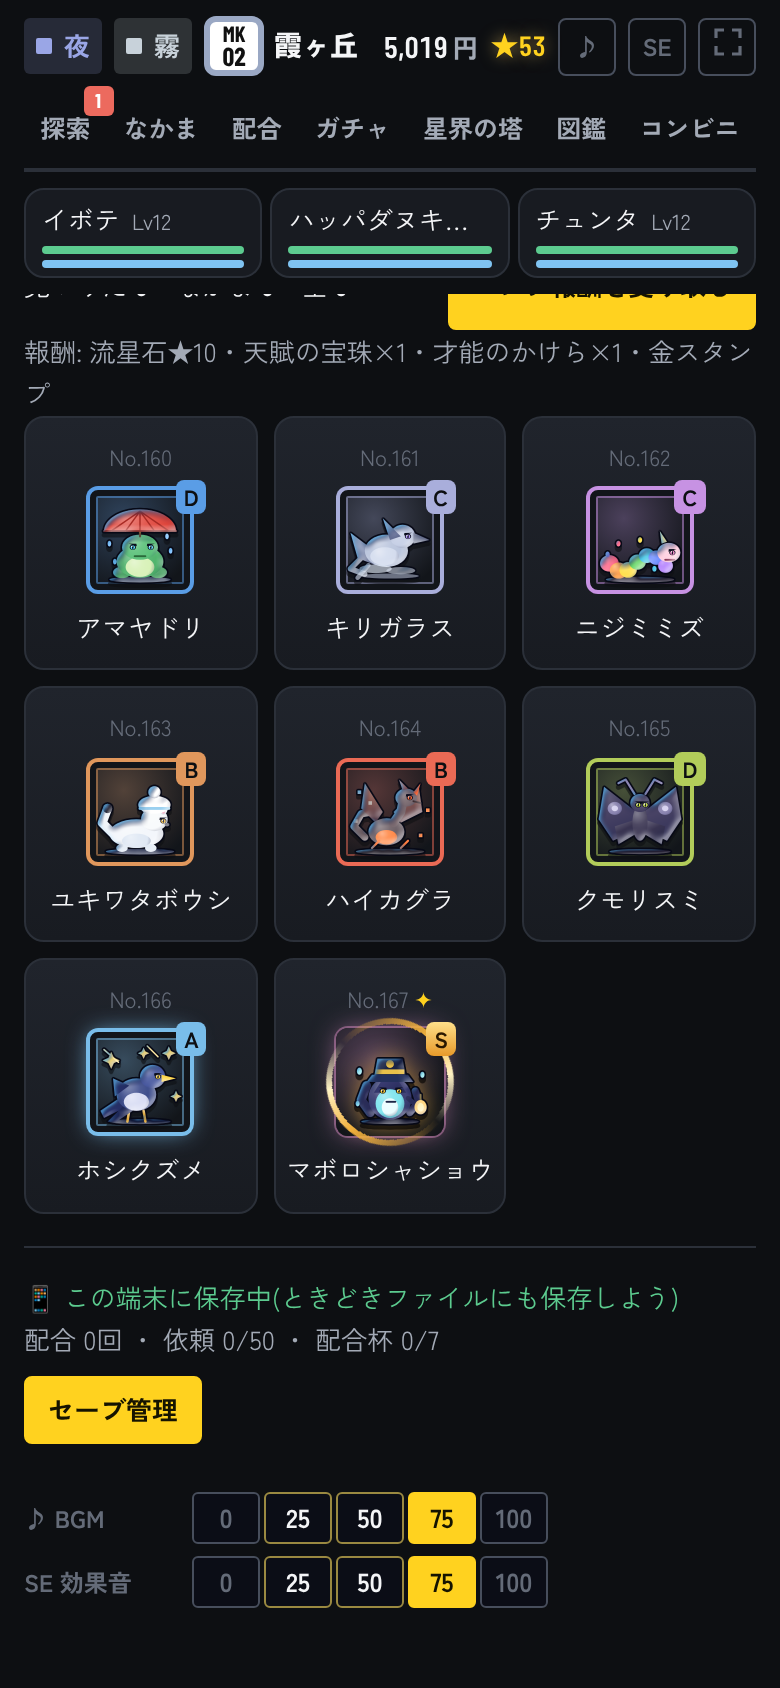 夜 霧 MK 02 霞ヶ丘 5,019円 ★53 ♪ SE
1
探索 なかま 配合 ガチャ 星界の塔 図鑑 コンビニ
イボテ Lv12 ハッパダヌキ… チュンタ Lv12
報酬: 流星石★10・天賦の宝珠×1・才能のかけら×1・金スタン
プ
No.160 No.161 No.162
D C C
アマヤドリ キリガラス ニジミミズ
No.163 No.164 No.165
B B D
ユキワタボウシ ハイカグラ クモリスミ
No.166 No.167 ✦
A S
ホシクズメ マボロシャショウ
📱 この端末に保存中(ときどきファイルにも保存しよう)
配合 0回 ・ 依頼 0/50 ・ 配合杯 0/7
セーブ管理
♪ BGM 0 25 50 75 100
SE 効果音 0 25 50 75 100